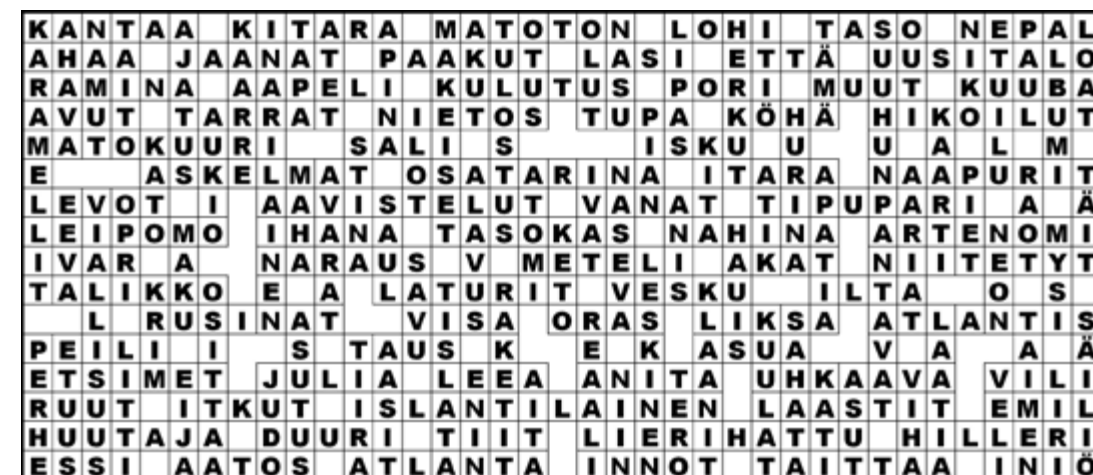 KANTAA KITARA MATOTON LOHI TASO NEPAL
AHAA JAANAT PAAKUT LASI ETTÄ UUSITALO
RAMINA AAPELI KULUTUS PORI MUUT KUUBA
AVUT TARRAT NIETOS TUPA KÖHÄ HIKOILUT
MATOKUURI SALI S ISKU U U A L M
E ASKELMAT OSATARINA ITARA NAAPURIT
LEVOT I AAVISTELUT VANAT TIPUPARI A Ä
LEIPOMO IHANA TASOKAS NAHINA ARTENOMI
IVAR A NARAUS V METELI AKAT NIITETYT
TALIKKO E A LATURIT VESKU ILTA O S
L RUSINAT VISA ORAS LIKSA ATLANTIS
PEILI I S TAUS K E K ASUA V A A Ä
ETSIMET JULIA LEEA ANITA UHKAAVA VILI
RUUT ITKUT ISLANTILAINEN LAASTIT EMIL
HUUTAJA DUURI TIIT LIERIHATTU HILLERI
ESSI AATOS ATLANTA INNOT TAITTAA INIÖ